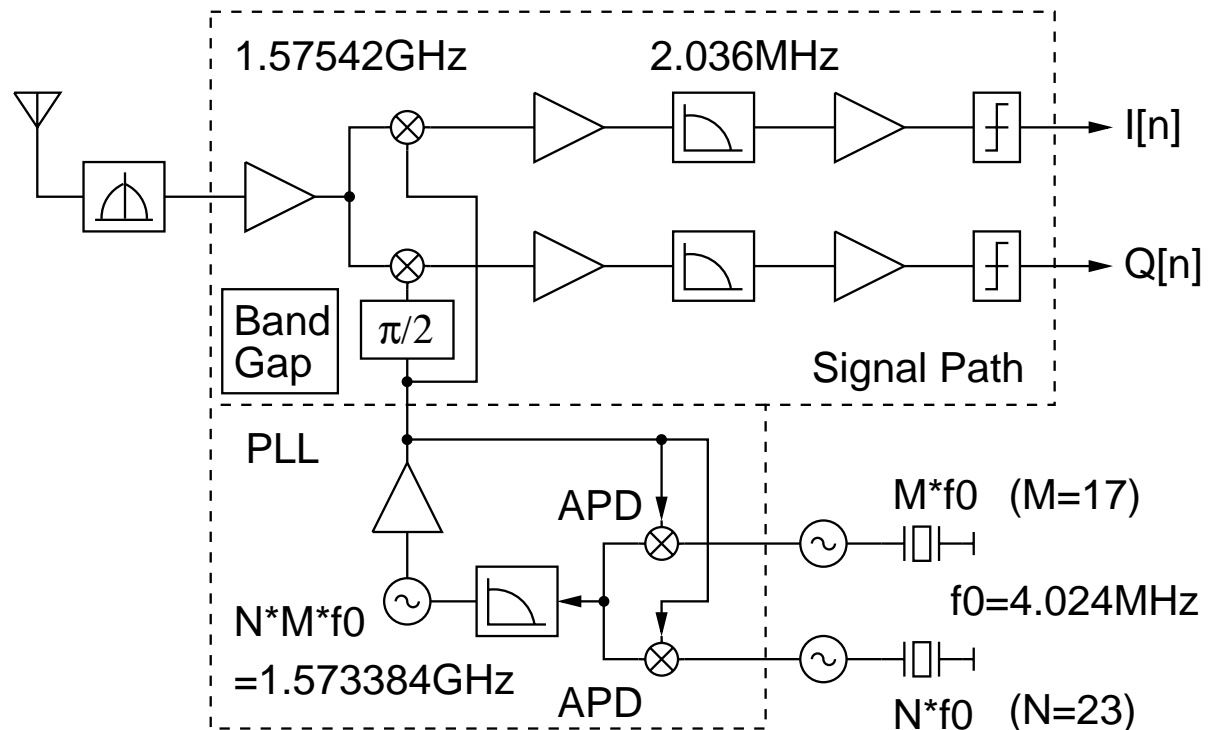 1.57542GHz
2.036MHz
I[n]
Q[n]
Band
Gap
π/2
Signal Path
PLL
APD
M*f0 (M=17)
f0=4.024MHz
N*M*f0
=1.573384GHz
APD
N*f0 (N=23)